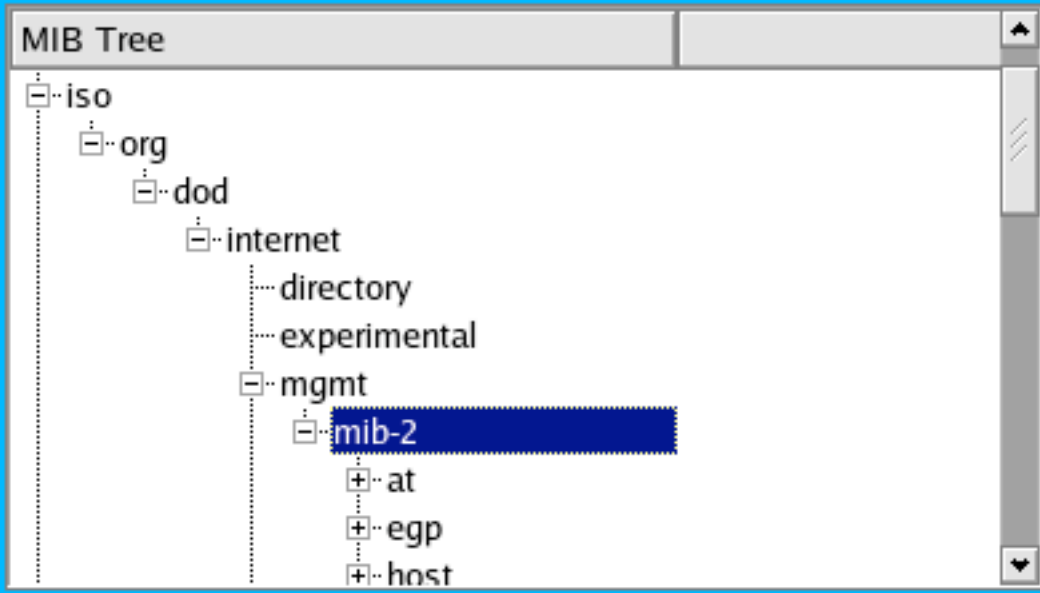 MIB Tree
iso
org
dod
internet
directory
experimental
mgmt
mib-2
at
egp
host